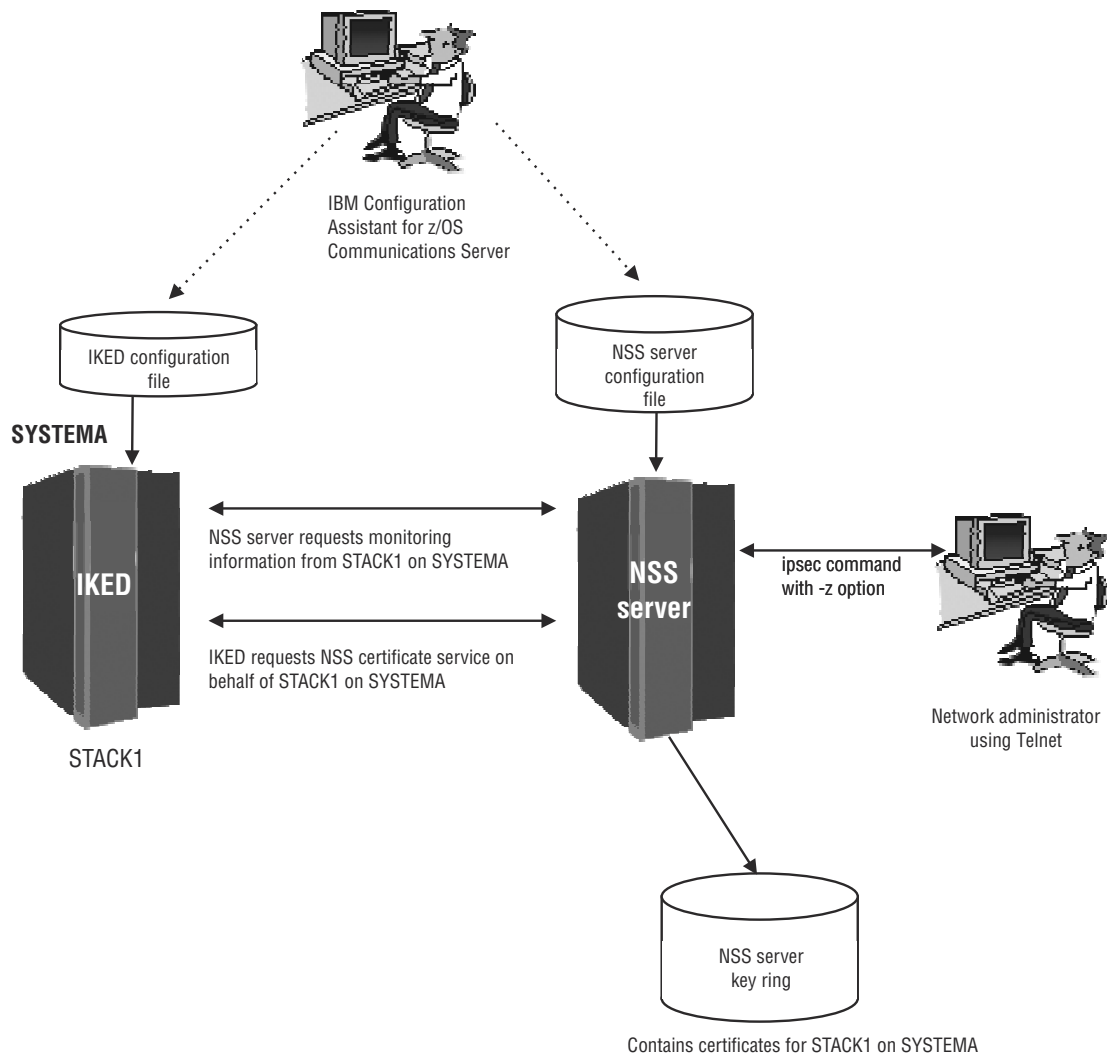 IBM Configuration
Assistant for z/OS
Communications Server
IKED configuration
file
NSS server
configuration
file
SYSTEMA
IKED
NSS server requests monitoring
information from STACK1 on SYSTEMA
IKED requests NSS certificate service on
behalf of STACK1 on SYSTEMA
NSS
server
ipsec command
with -z option
Network administrator
using Telnet
STACK1
NSS server
key ring
Contains certificates for STACK1 on SYSTEMA